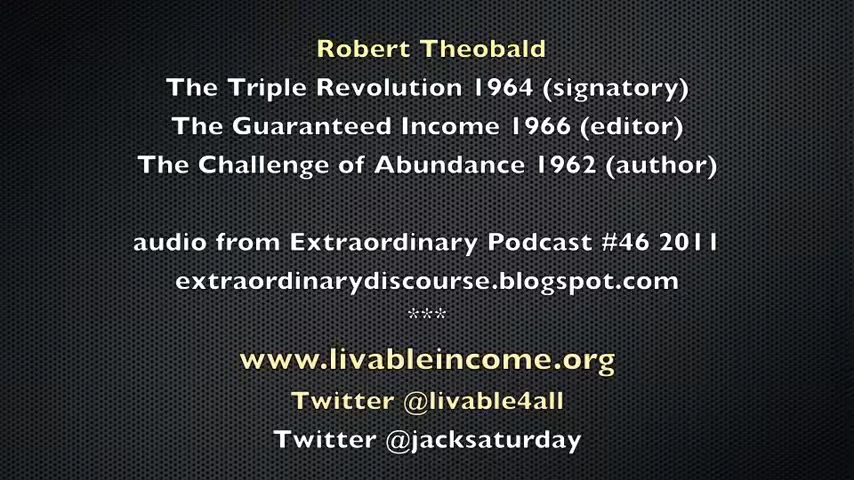 Robert Theobald
The Triple Revolution 1964 (signatory)
The Guaranteed Income 1966 (editor)
The Challenge of Abundance 1962 (author)
audio from Extraordinary Podcast #46 2011
extraordinarydiscourse.blogspot.com
***
www.livableincome.org
Twitter @livable4all
Twitter @jacksaturday